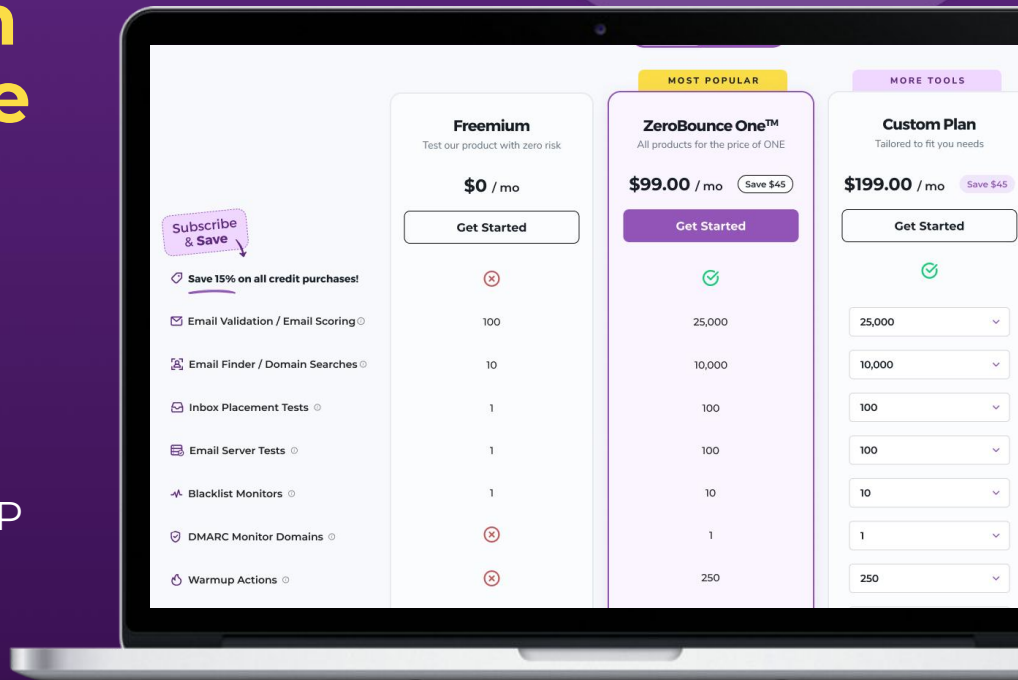 MOST POPULAR
MORE TOOLS
Freemium
Test our product with zero risk
$0 / mo
Get Started
ZeroBounce One™
All products for the price of ONE
$99.00 / mo Save $45
Get Started
Custom Plan
Tailored to fit you needs
$199.00 / mo Save $45
Get Started
Subscribe
& Save
Save 15% on all credit purchases!
Email Validation / Email Scoring 100 25,000 25,000
Email Finder / Domain Searches 10 10,000 10,000
Inbox Placement Tests 1 100 100
Email Server Tests 1 100 100
Blacklist Monitors 1 10 10
DMARC Monitor Domains 1 1
Warmup Actions 250 250